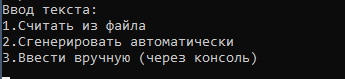 Ввод текста:
1.Считать из файла
2.Сгенерировать автоматически
3.Ввести вручную (через консоль)